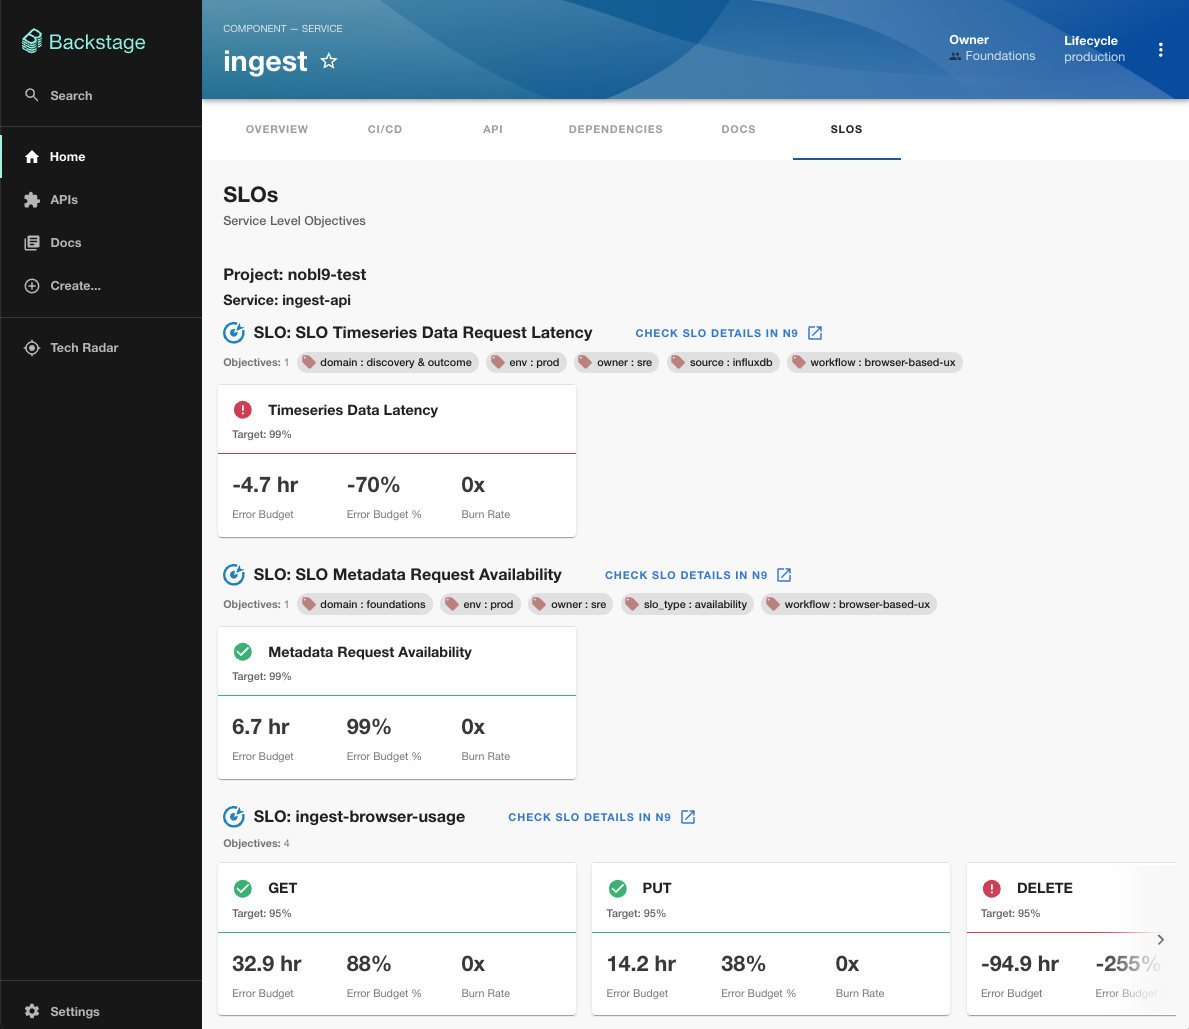 Backstage
Search
Home
APIs
Docs
Create...
Tech Radar
Settings
COMPONENT — SERVICE
ingest
Owner
Foundations
Lifecycle
production
OVERVIEW CI/CD API DEPENDENCIES DOCS SLOS
SLOs
Service Level Objectives
Project: nobl9-test
Service: ingest-api
SLO: SLO Timeseries Data Request Latency CHECK SLO DETAILS IN N9
Objectives: 1 domain : discovery & outcome env : prod owner : sre source : influxdb workflow : browser-based-ux
Timeseries Data Latency
Target: 99%
-4.7 hr -70% 0x
Error Budget Error Budget % Burn Rate
SLO: SLO Metadata Request Availability CHECK SLO DETAILS IN N9
Objectives: 1 domain : foundations env : prod owner : sre slo_type : availability workflow : browser-based-ux
Metadata Request Availability
Target: 99%
6.7 hr 99% 0x
Error Budget Error Budget % Burn Rate
SLO: ingest-browser-usage CHECK SLO DETAILS IN N9
Objectives: 4
GET
Target: 95%
32.9 hr 88% 0x
Error Budget Error Budget % Burn Rate
PUT
Target: 95%
14.2 hr 38% 0x
Error Budget Error Budget % Burn Rate
DELETE
Target: 95%
-94.9 hr -255%
Error Budget Error Budget %